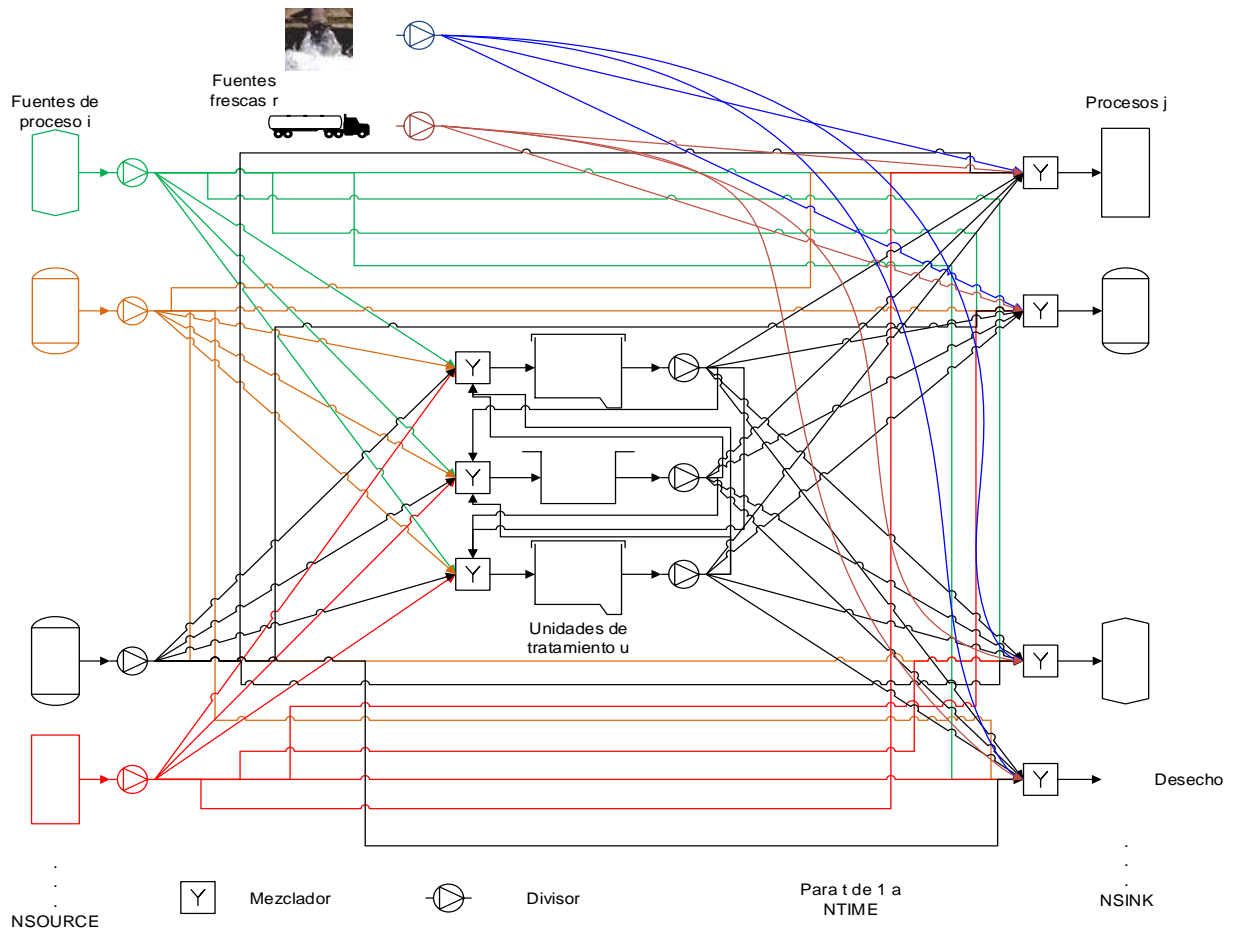 Fuentes
frescas r
Fuentes de
proceso i
Procesos j
Y
Y
Y
Y
Y
Unidades de
tratamiento u
Y
Y
Desecho
.
.
.
NSOURCE
Y
Mezclador
Divisor
Para t de 1 a
NTIME
.
.
.
NSINK